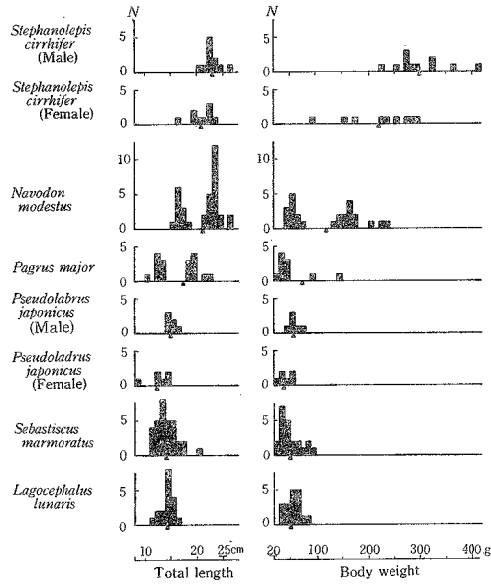 N N
Stephanolepis
cirrhifer
(Male)
5
0
5
0
Stephanolepis
cirrhifer
(Female)
5
0
5
0
Navodon
modestus
10
5
0
10
5
0
Pagrus major
5
0
5
0
Pseudolabrus
japonicus
(Male)
5
0
5
0
Pseudoladrus
japonicus
(Female)
5
0
5
0
Sebastiscus
marmoratus
5
0
5
0
Lagocephalus
lunaris
5
0
5
0
10 20 25cm 20 100 200 300 400 g
Total length Body weight